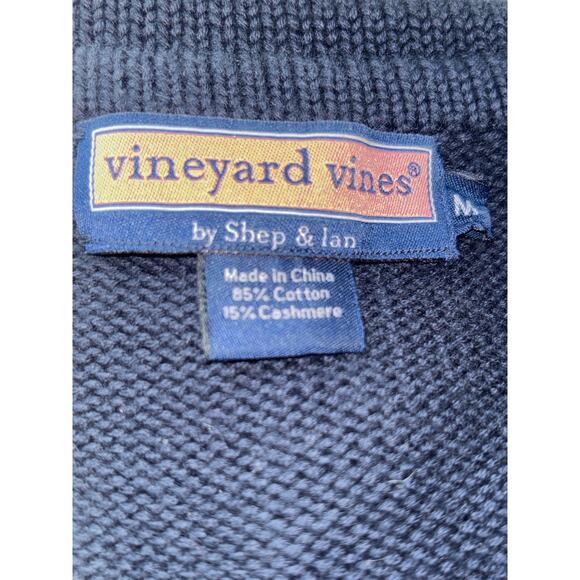 vineyard vines®
M
by Shep & Ian
Made in China
85% Cotton
15% Cashmere